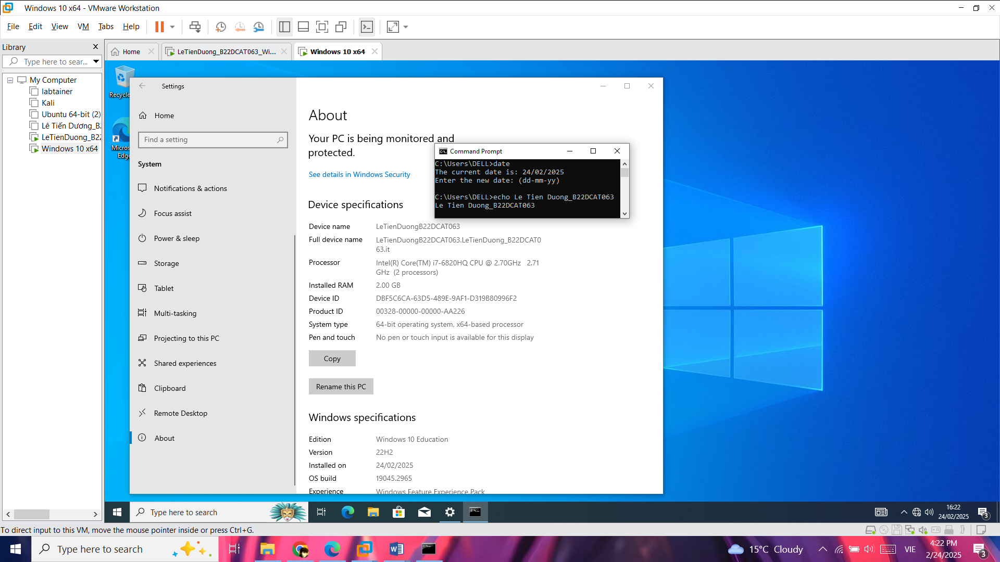 Windows 10 x64 - VMware Workstation
File Edit View VM Tabs Help
Library
Type here to sear...
My Computer
labtainer
Kali
Ubuntu 64-bit (2)
Lê Tiến Dương_B2
LeTienDuong_B22
Windows 10 x64
Home
LeTienDuong_B22DCAT063_Wi...
Windows 10 x64
Recycle
Micros
Edge
Settings
Home
Find a setting
System
Notifications & actions
Focus assist
Power & sleep
Storage
Tablet
Multi-tasking
Projecting to this PC
Shared experiences
Clipboard
Remote Desktop
About
About
Your PC is being monitored and
protected.
See details in Windows Security
Device specifications
Device name LeTienDuongB22DCAT063
Full device name LeTienDuongB22DCAT063.LeTienDuong_B22DCAT0
63.it
Processor Intel(R) Core(TM) i7-6820HQ CPU @ 2.70GHz 2.71
GHz (2 processors)
Installed RAM 2.00 GB
Device ID DBF5C6CA-63D5-489E-9AF1-D319B80996F2
Product ID 00328-00000-00000-AA226
System type 64-bit operating system, x64-based processor
Pen and touch No pen or touch input is available for this display
Copy
Rename this PC
Windows specifications
Edition Windows 10 Education
Version 22H2
Installed on 24/02/2025
OS build 19045.2965
Experience Windows Feature Experience Pack
Command Prompt
C:\Users\DELL>date
The current date is: 24/02/2025
Enter the new date: (dd-mm-yy)
C:\Users\DELL>echo Le Tien Duong_B22DCAT063
Le Tien Duong_B22DCAT063
Type here to search
16:22
24/02/2025
3
To direct input to this VM, move the mouse pointer inside or press Ctrl+G.
Type here to search
15°C Cloudy
VIE
4:22 PM
2/24/2025
3